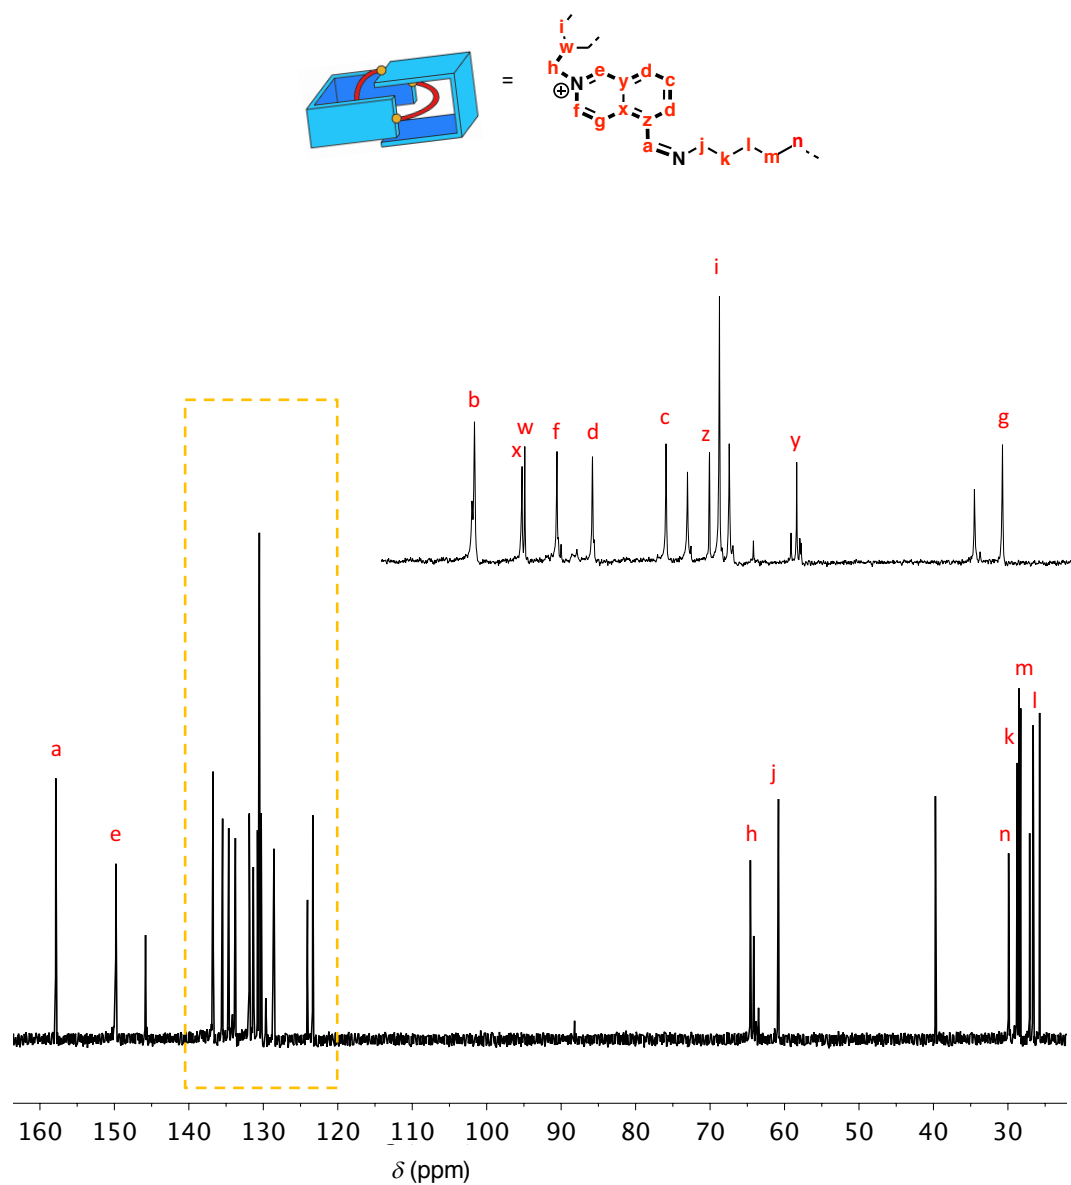 i
w
h
= N e y d c
⊕
f g x z d
a N j k l m n
i
b
w
x f d c z y g
m
l
k
a
j
e h n
160 150 140 130 120 110 100 90 80 70 60 50 40 30
δ (ppm)